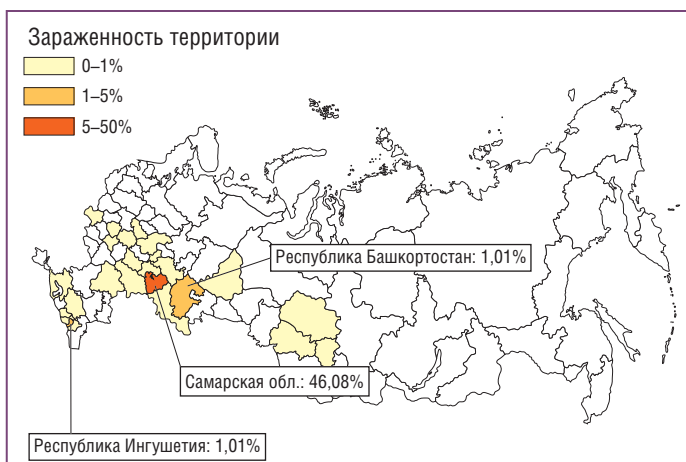 Зараженность территории
0–1%
1–5%
5–50%
Республика Башкортостан: 1,01%
Самарская обл.: 46,08%
Республика Ингушетия: 1,01%